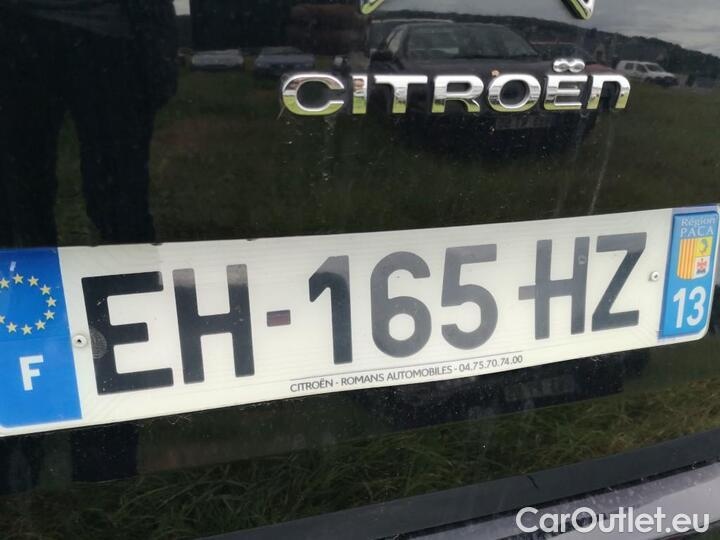 CITROËN
F
EH-165-HZ
Région
PACA
13
CITROËN - ROMANS AUTOMOBILES - 04.75.70.74.00
CarOutlet.eu